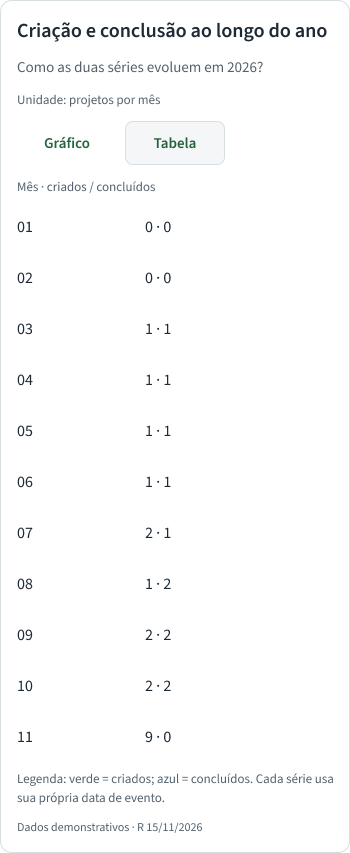 Criação e conclusão ao longo do ano
Como as duas séries evoluem em 2026?
Unidade: projetos por mês
Gráfico Tabela
Mês · criados / concluídos
01 0 · 0
02 0 · 0
03 1 · 1
04 1 · 1
05 1 · 1
06 1 · 1
07 2 · 1
08 1 · 2
09 2 · 2
10 2 · 2
11 9 · 0
Legenda: verde = criados; azul = concluídos. Cada série usa
sua própria data de evento.
Dados demonstrativos · R 15/11/2026